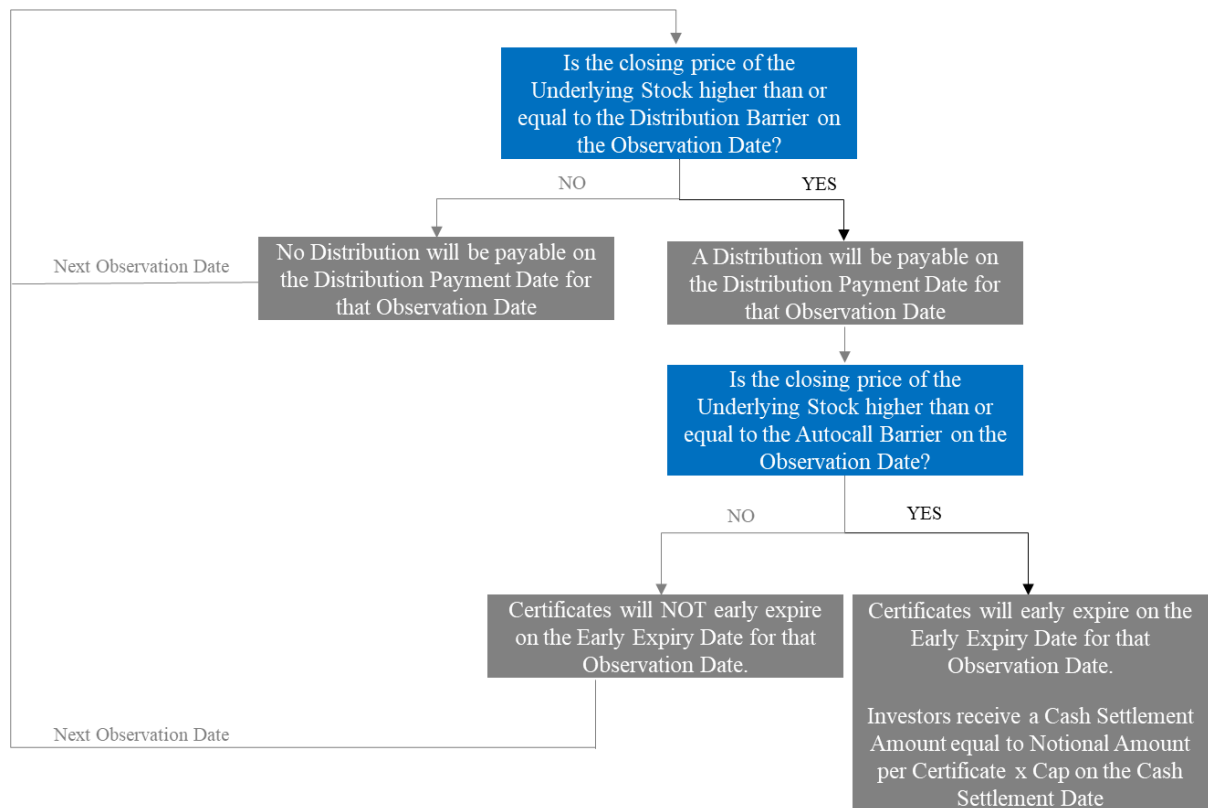 Is the closing price of the
Underlying Stock higher than or
equal to the Distribution Barrier on
the Observation Date?
NO
YES
Next Observation Date
No Distribution will be payable on
the Distribution Payment Date for
that Observation Date
A Distribution will be payable on
the Distribution Payment Date for
that Observation Date
Is the closing price of the
Underlying Stock higher than or
equal to the Autocall Barrier on the
Observation Date?
NO
YES
Certificates will NOT early expire
on the Early Expiry Date for that
Observation Date.
Certificates will early expire on the
Early Expiry Date for that
Observation Date.
Investors receive a Cash Settlement
Amount equal to Notional Amount
per Certificate x Cap on the Cash
Settlement Date
Next Observation Date